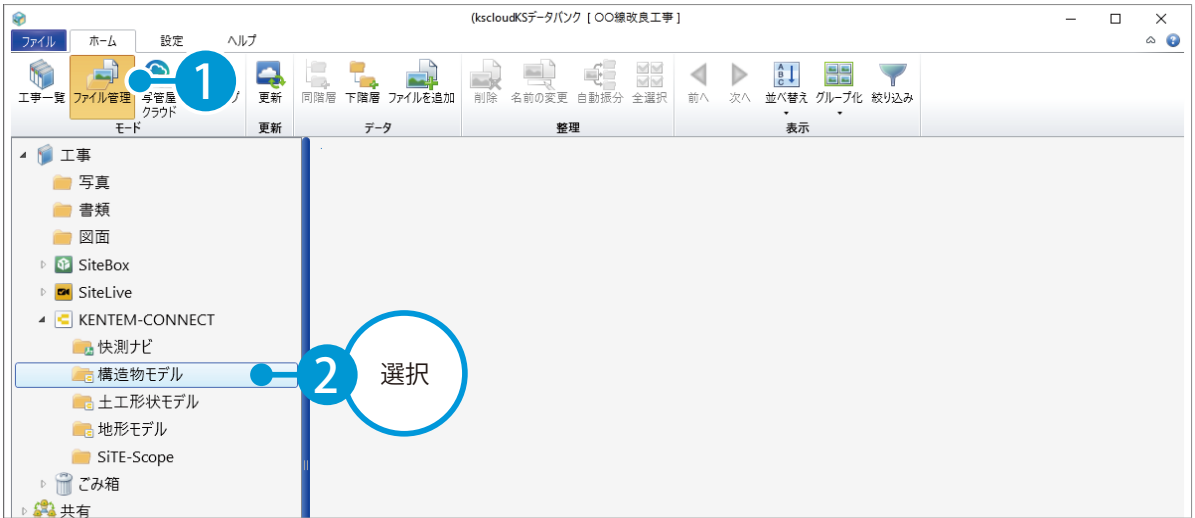 (kscloudKSデータバンク [ 〇〇線改良工事 ]
ファイル ホーム 設定 ヘルプ
1
工事一覧 ファイル管理 写管屋 プ 更新 同階層 下階層 ファイルを追加 削除 名前の変更 自動振分 全選択 前へ 次へ 並べ替え グループ化 絞り込み
クラウド
モード 更新 データ 整理 表示
工事
写真
書類
図面
SiteBox
SiteLive
KENTEM-CONNECT
快測ナビ
構造物モデル
2 選択
土工形状モデル
地形モデル
SiTE-Scope
ごみ箱
共有